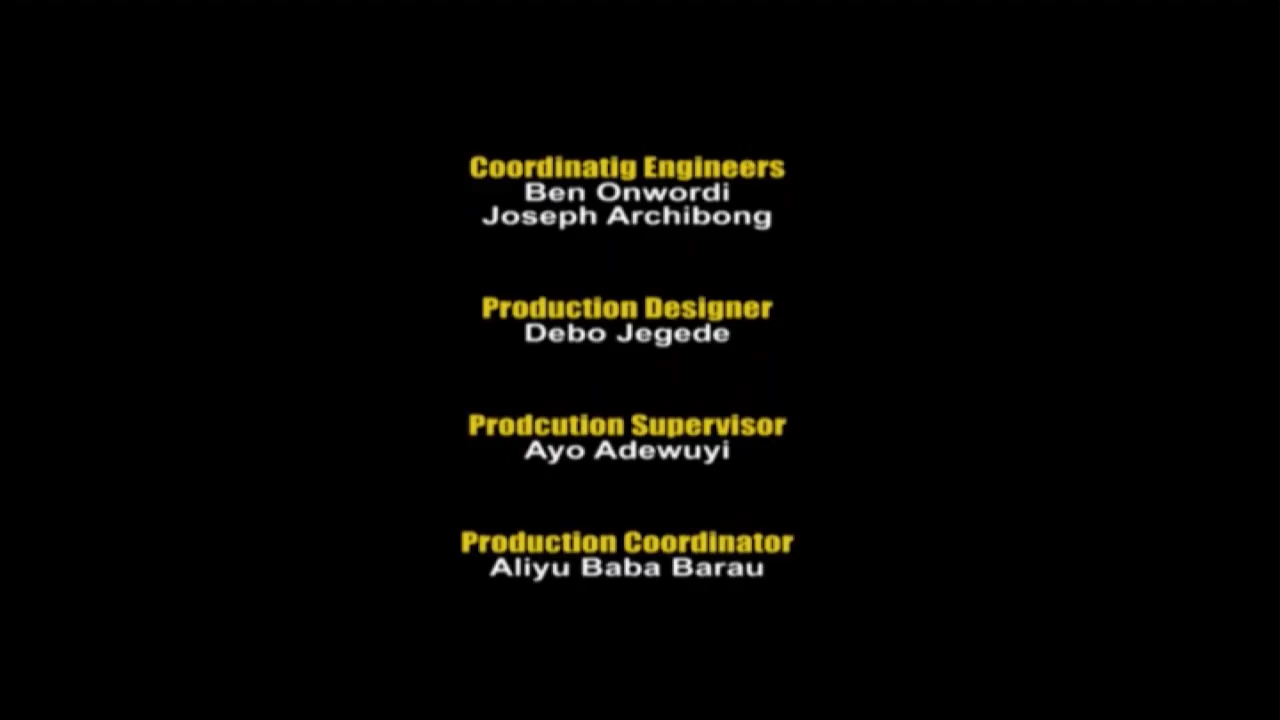 Coordinatig Engineers
Ben Onwordi
Joseph Archibong
Production Designer
Debo Jegede
Prodcution Supervisor
Ayo Adewuyi
Production Coordinator
Aliyu Baba Barau